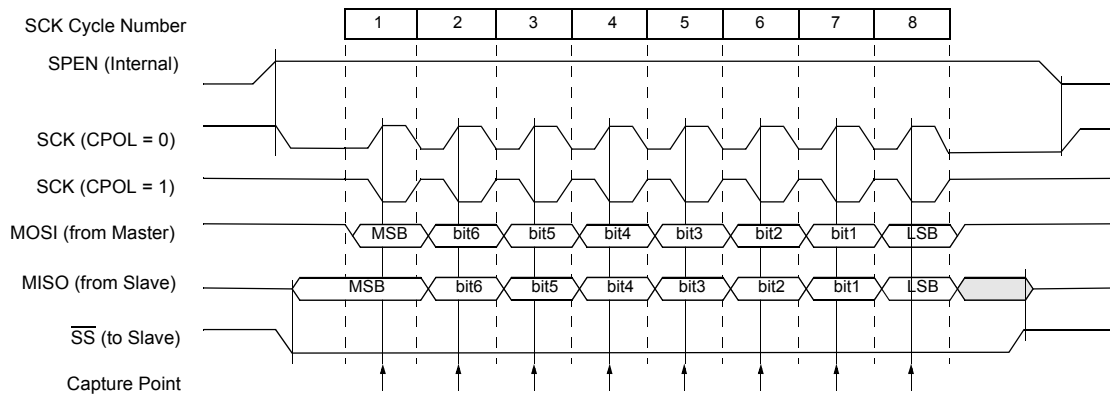 SCK Cycle Number 1 2 3 4 5 6 7 8
SPEN (Internal)
SCK (CPOL = 0)
SCK (CPOL = 1)
MOSI (from Master) MSB bit6 bit5 bit4 bit3 bit2 bit1 LSB
MISO (from Slave) MSB bit6 bit5 bit4 bit3 bit2 bit1 LSB
SS (to Slave)
Capture Point